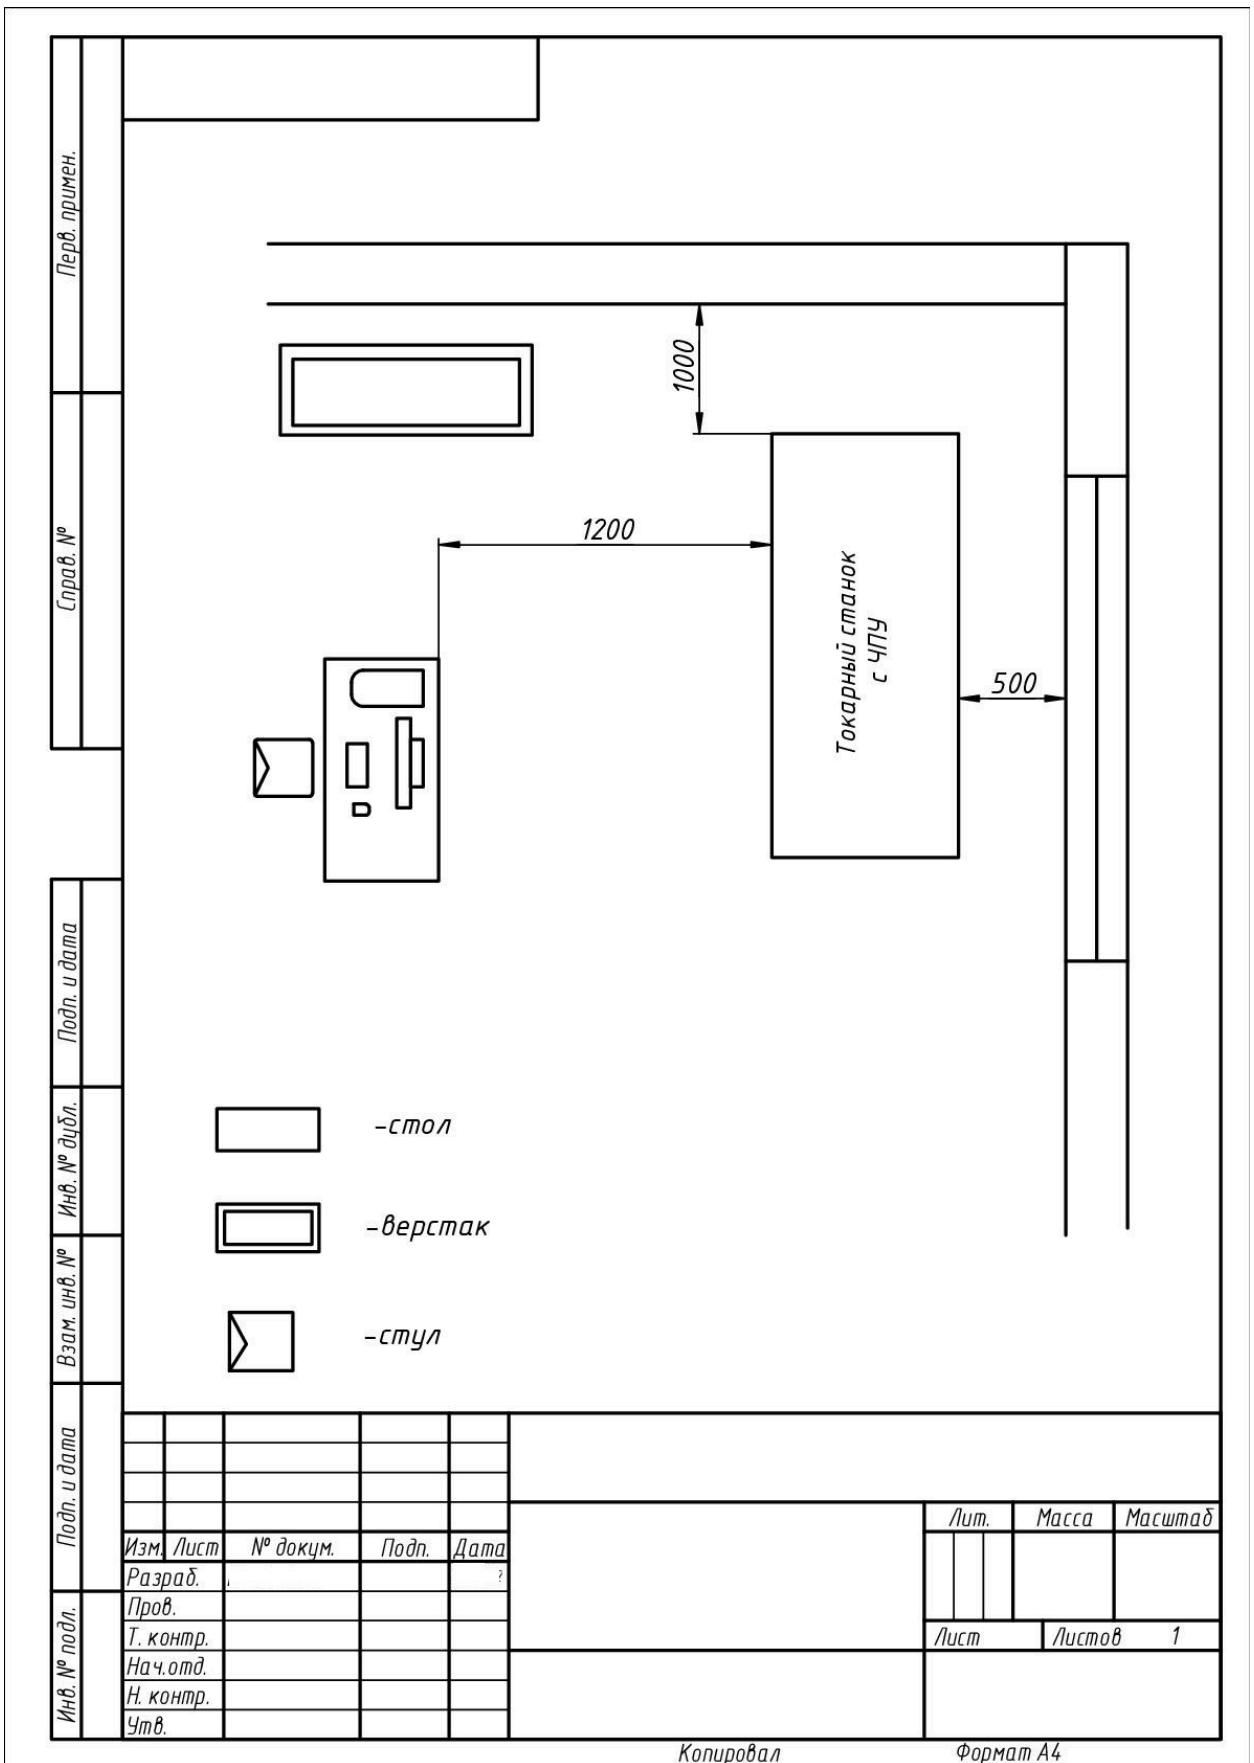 Перв. примен.
Справ. №
Подп. и дата
Инв. № дубл.
Взам. инв. №
Подп. и дата
Инв. № подл.
1000
1200
Токарный станок
с ЧПУ
500
-стол
-верстак
-стул
Изм. Лист № докум. Подп. Дата
Разраб.
Пров.
Т. контр.
Нач.отд.
Н. контр.
Утв.
Лит. Масса Масштаб
Лист Листов 1
Копировал Формат А4